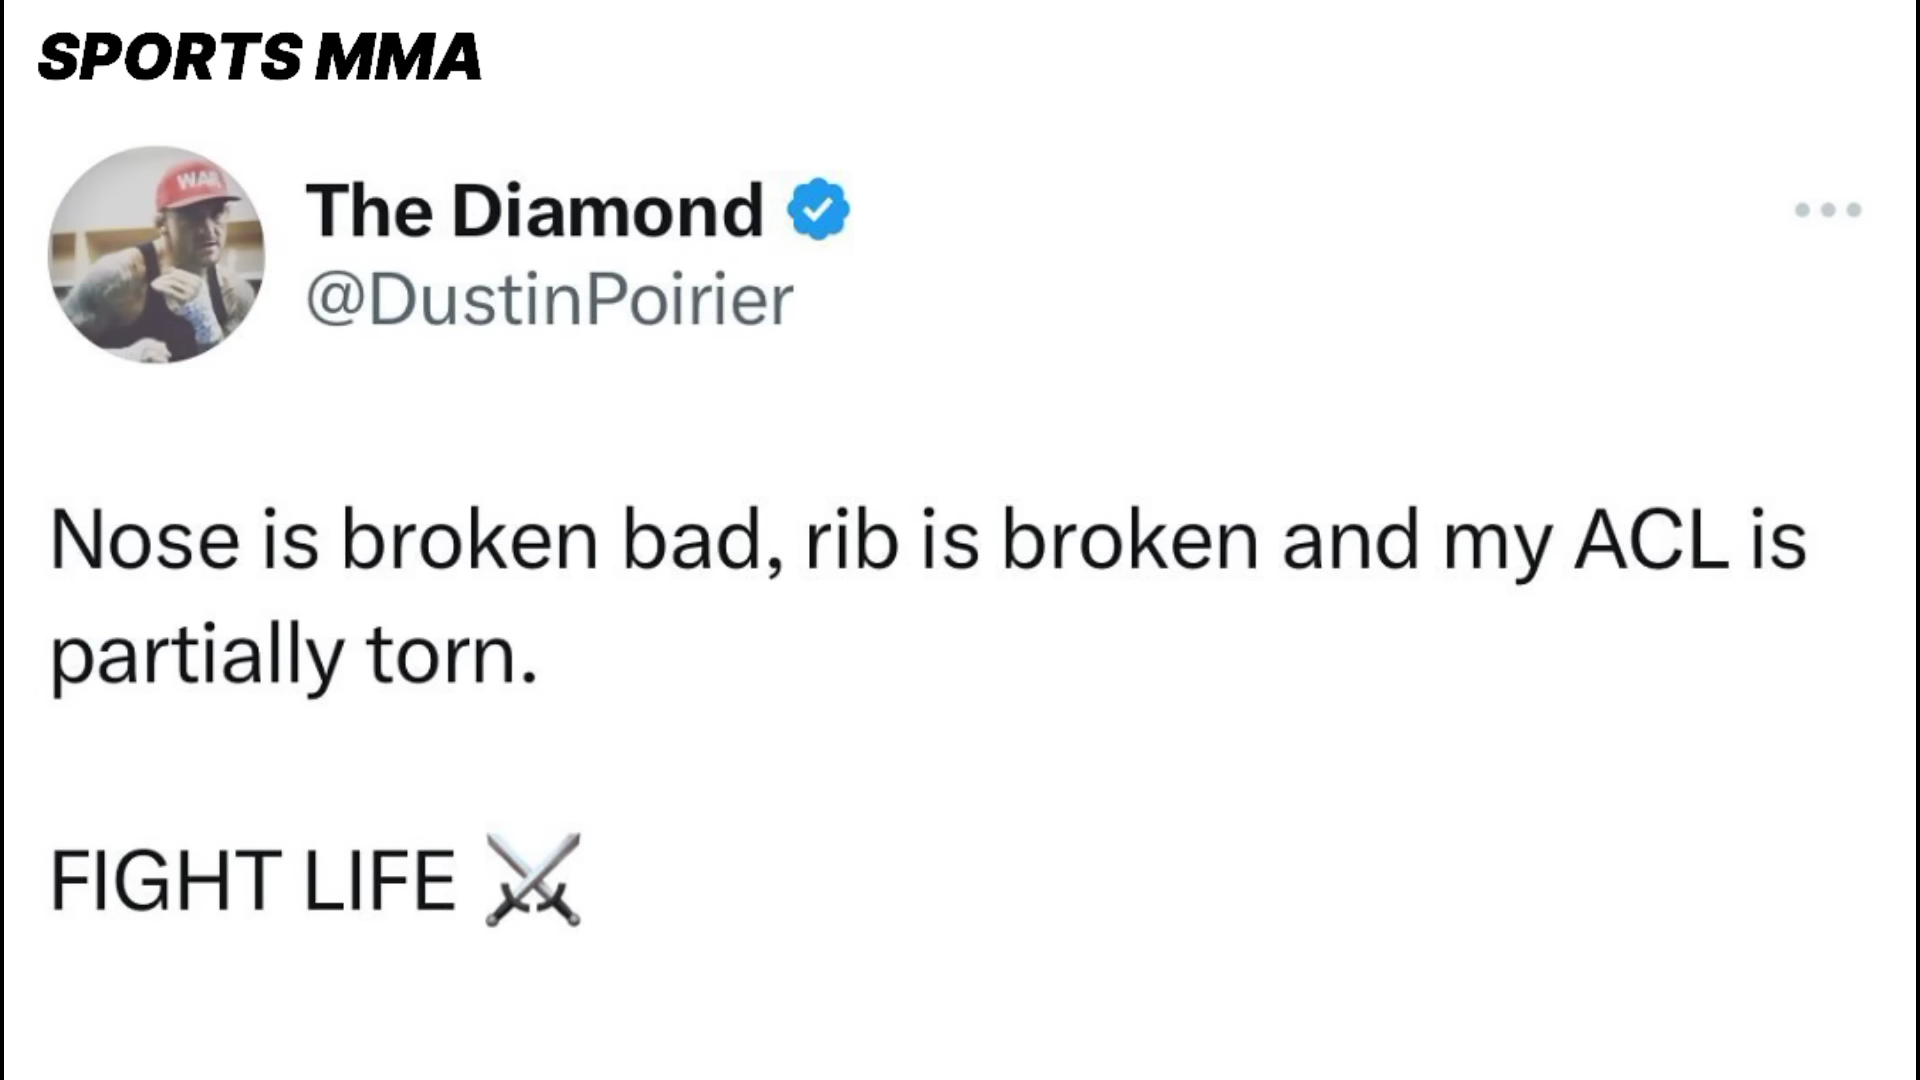 SPORTS MMA
WAR
The Diamond
@DustinPoirier
Nose is broken bad, rib is broken and my ACL is
partially torn.
FIGHT LIFE ⚔️